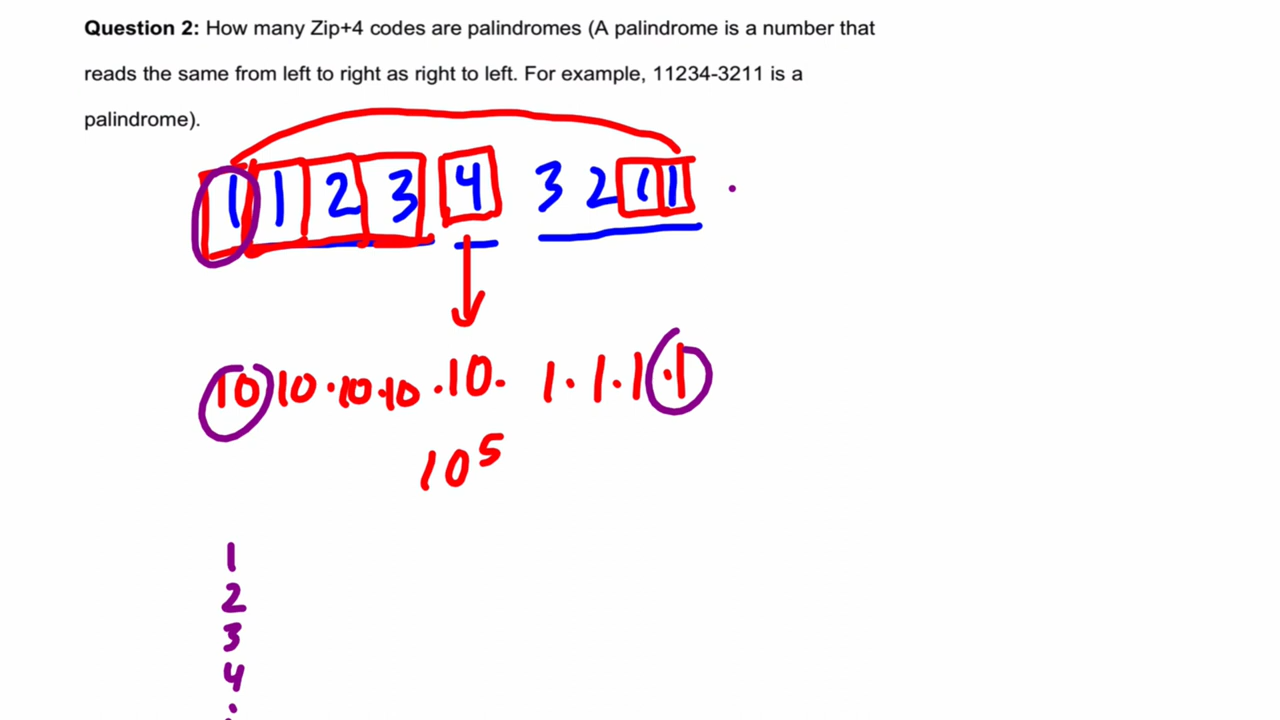 Question 2: How many Zip+4 codes are palindromes (A palindrome is a number that
reads the same from left to right as right to left. For example, 11234-3211 is a
palindrome).
1 1 2 3 4 3 2 1 1
10 10 · 10 · 10 · 10 · 1 · 1 · 1 · 1
10⁵
1
2
3
4